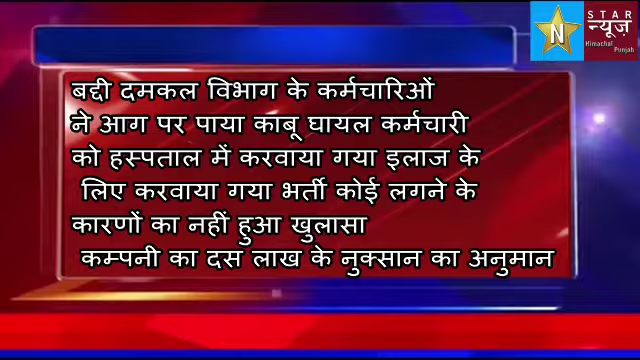 STAR
N न्यूज़
Himachal
Punjab
बद्दी दमकल विभाग के कर्मचारिओं
ने आग पर पाया काबू घायल कर्मचारी
को हस्पताल में करवाया गया इलाज के
लिए करवाया गया भर्ती कोई लगने के
कारणों का नहीं हुआ खुलासा
कम्पनी का दस लाख के नुक्सान का अनुमान